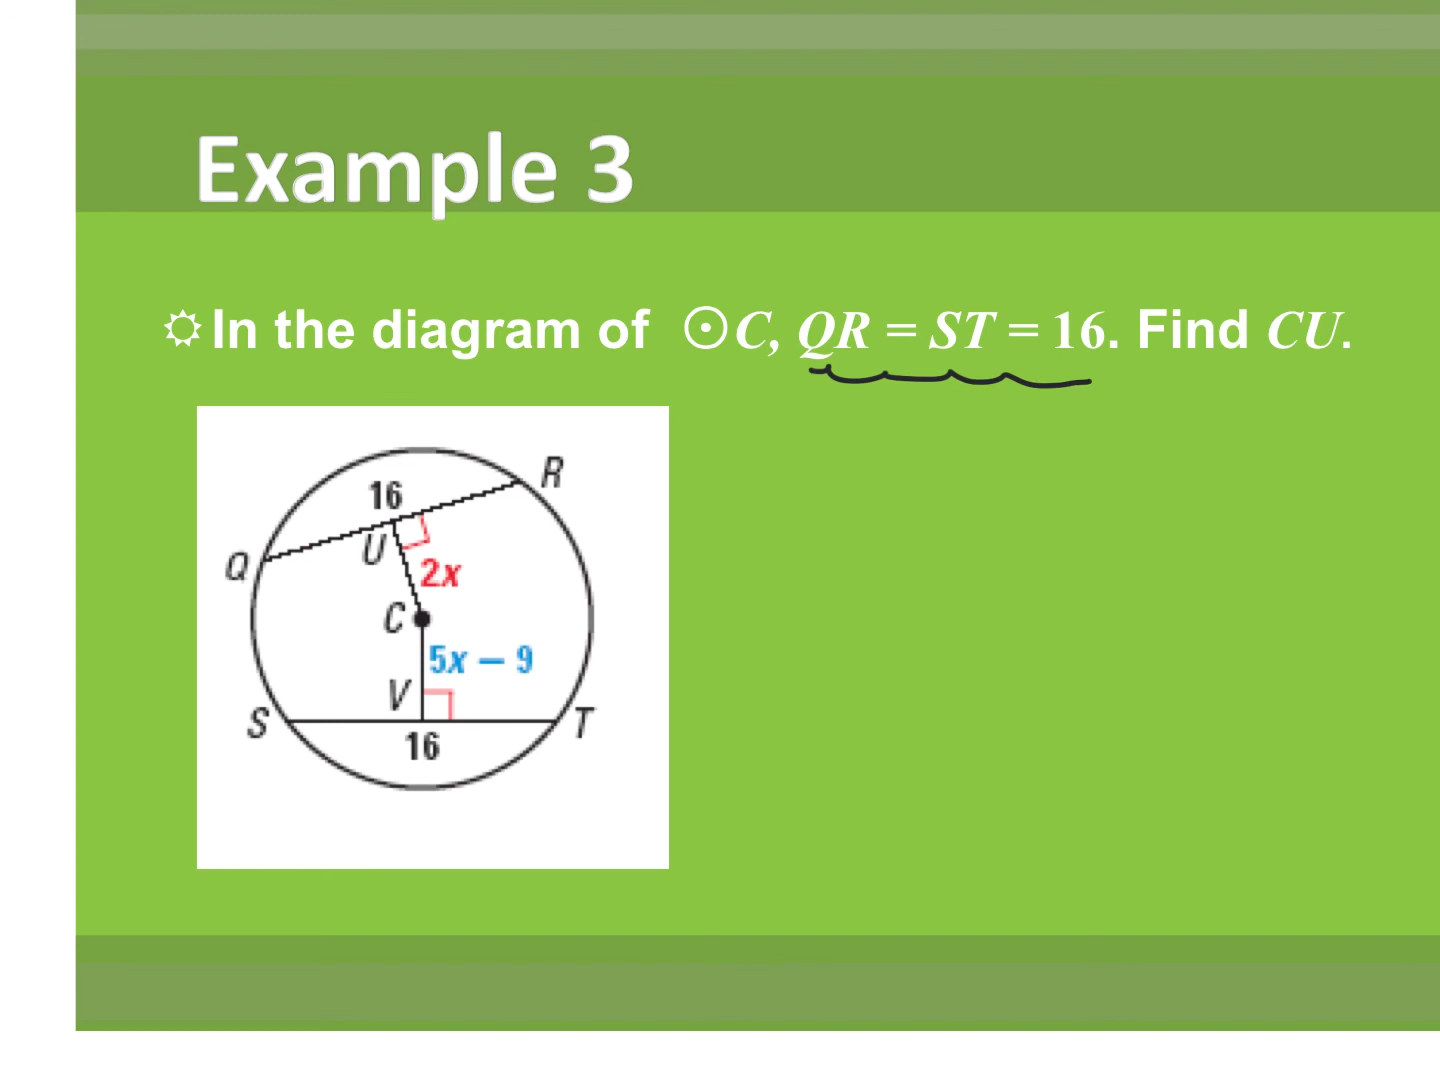 Example 3
☼In the diagram of ⊙C, QR = ST = 16. Find CU.
R
16
U
Q
2x
C
5x – 9
V
S
T
16